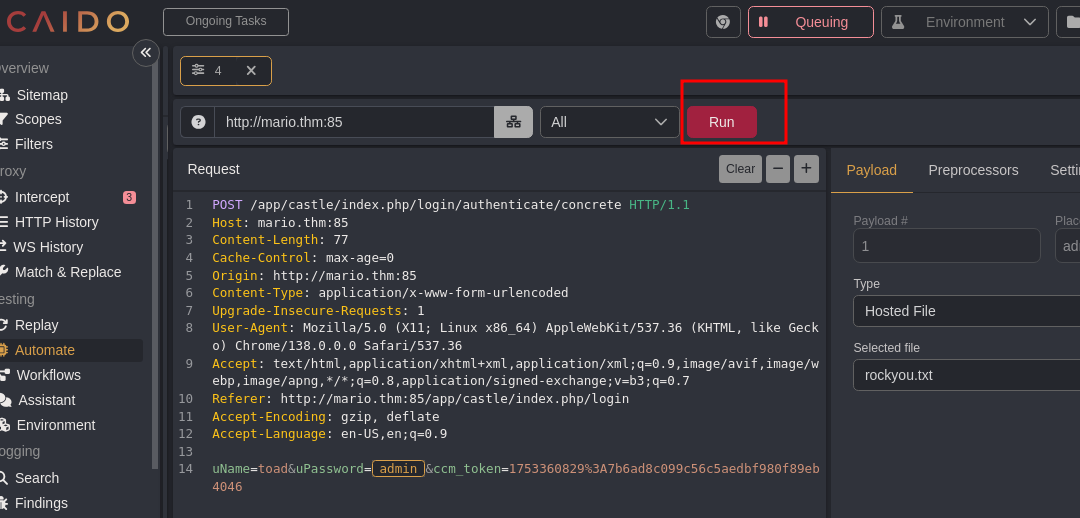 CAIDO
Ongoing Tasks
Queuing
Environment
verview
Sitemap
Scopes
Filters
roxy
Intercept 3
HTTP History
WS History
Match & Replace
esting
Replay
Automate
Workflows
Assistant
Environment
ogging
Search
Findings
4
http://mario.thm:85
All
Run
Request
Clear
1 POST /app/castle/index.php/login/authenticate/concrete HTTP/1.1
2 Host: mario.thm:85
3 Content-Length: 77
4 Cache-Control: max-age=0
5 Origin: http://mario.thm:85
6 Content-Type: application/x-www-form-urlencoded
7 Upgrade-Insecure-Requests: 1
8 User-Agent: Mozilla/5.0 (X11; Linux x86_64) AppleWebKit/537.36 (KHTML, like Geck
o) Chrome/138.0.0.0 Safari/537.36
9 Accept: text/html,application/xhtml+xml,application/xml;q=0.9,image/avif,image/w
ebp,image/apng,*/*;q=0.8,application/signed-exchange;v=b3;q=0.7
10 Referer: http://mario.thm:85/app/castle/index.php/login
11 Accept-Encoding: gzip, deflate
12 Accept-Language: en-US,en;q=0.9
13
14 uName=toad&uPassword=admin&ccm_token=1753360829%3A7b6ad8c099c56c5aedbf980f89eb
4046
Payload Preprocessors Settin
Payload # Plac
1 adm
Type
Hosted File
Selected file
rockyou.txt